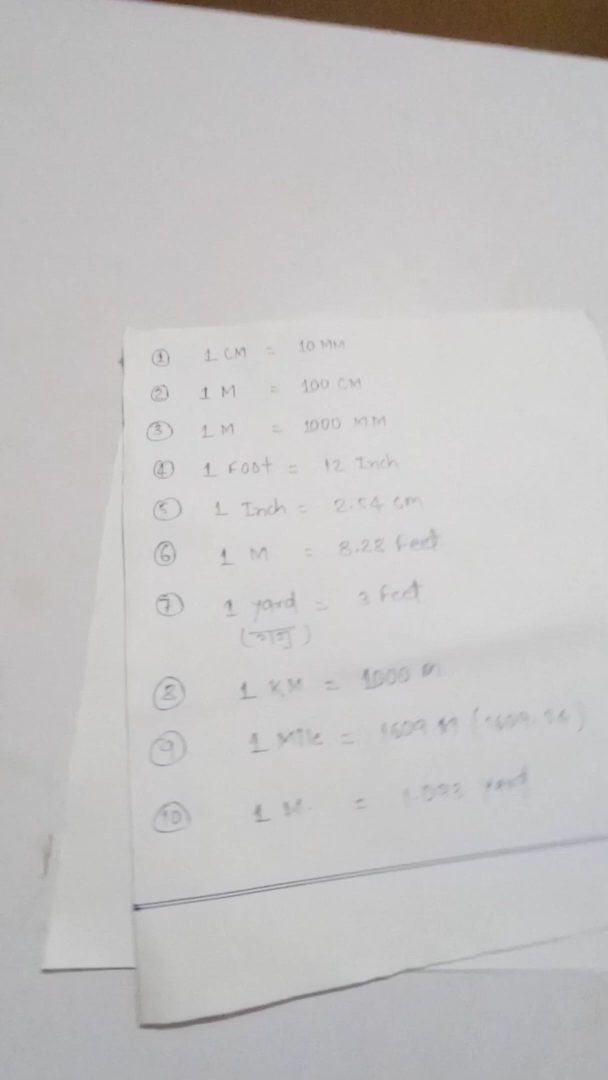 ① 1 CM = 10 MM
② 1 M = 100 CM
③ 1 M = 1000 MM
④ 1 Foot = 12 Inch
⑤ 1 Inch = 2.54 cm
⑥ 1 M = 3.28 feet
⑦ 1 yard = 3 feet
(গজ)
⑧ 1 KM = 1000 m
⑨ 1 Mile = 1609 M
⑩ 1 M. = 1.093 yard